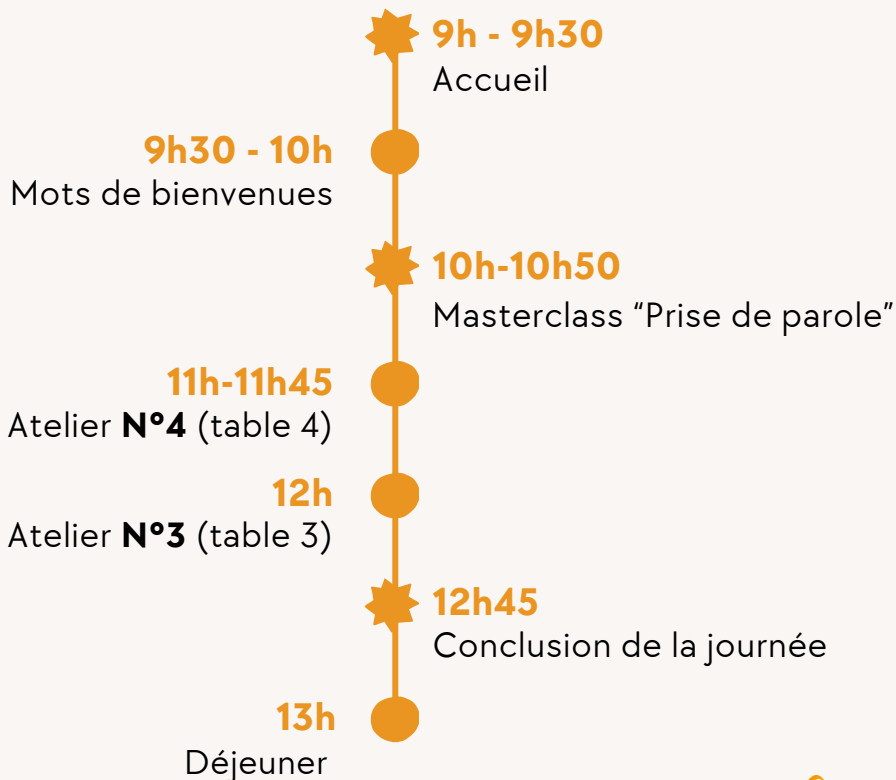 9h - 9h30
Accueil
9h30 - 10h
Mots de bienvenues
10h-10h50
Masterclass “Prise de parole”
11h-11h45
Atelier N°4 (table 4)
12h
Atelier N°3 (table 3)
12h45
Conclusion de la journée
13h
Déjeuner